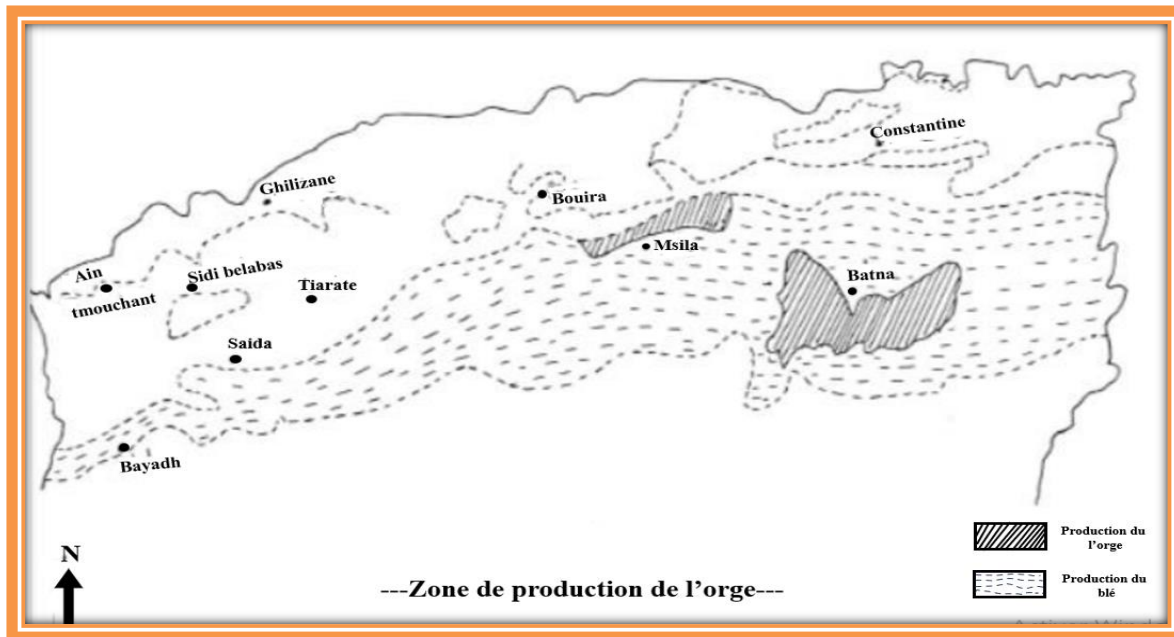 Constantine
Ghilizane
Bouira
Msila
Ain
tmouchant
Sidi belabas
Tiarate
Batna
Saida
Bayadh
Production du
l’orge
Production du
blé
N
---Zone de production de l’orge---